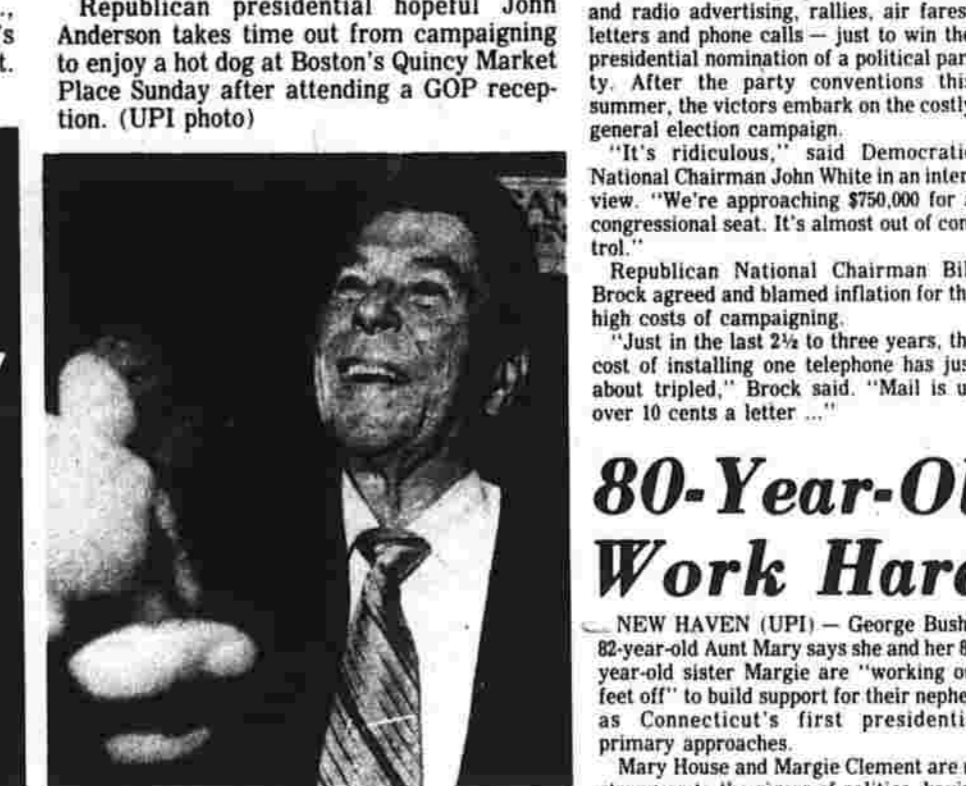 .,
's
t.
Republican presidential hopeful John
Anderson takes time out from campaigning
to enjoy a hot dog at Boston's Quincy Market
Place Sunday after attending a GOP recep-
tion. (UPI photo)
and radio advertising, rallies, air fares,
letters and phone calls — just to win the
presidential nomination of a political par-
ty. After the party conventions this
summer, the victors embark on the costly
general election campaign.
"It's ridiculous," said Democratic
National Chairman John White in an inter-
view. "We're approaching $750,000 for a
congressional seat. It's almost out of con-
trol."
Republican National Chairman Bil
Brock agreed and blamed inflation for th
high costs of campaigning.
"Just in the last 2½ to three years, th
cost of installing one telephone has jus
about tripled," Brock said. "Mail is u
over 10 cents a letter ..."
80-Year-Ol
Work Hard
NEW HAVEN (UPI) — George Bush'
82-year-old Aunt Mary says she and her 8
year-old sister Margie are "working ou
feet off" to build support for their nephe
as Connecticut's first presidenti
primary approaches.
Mary House and Margie Clement are